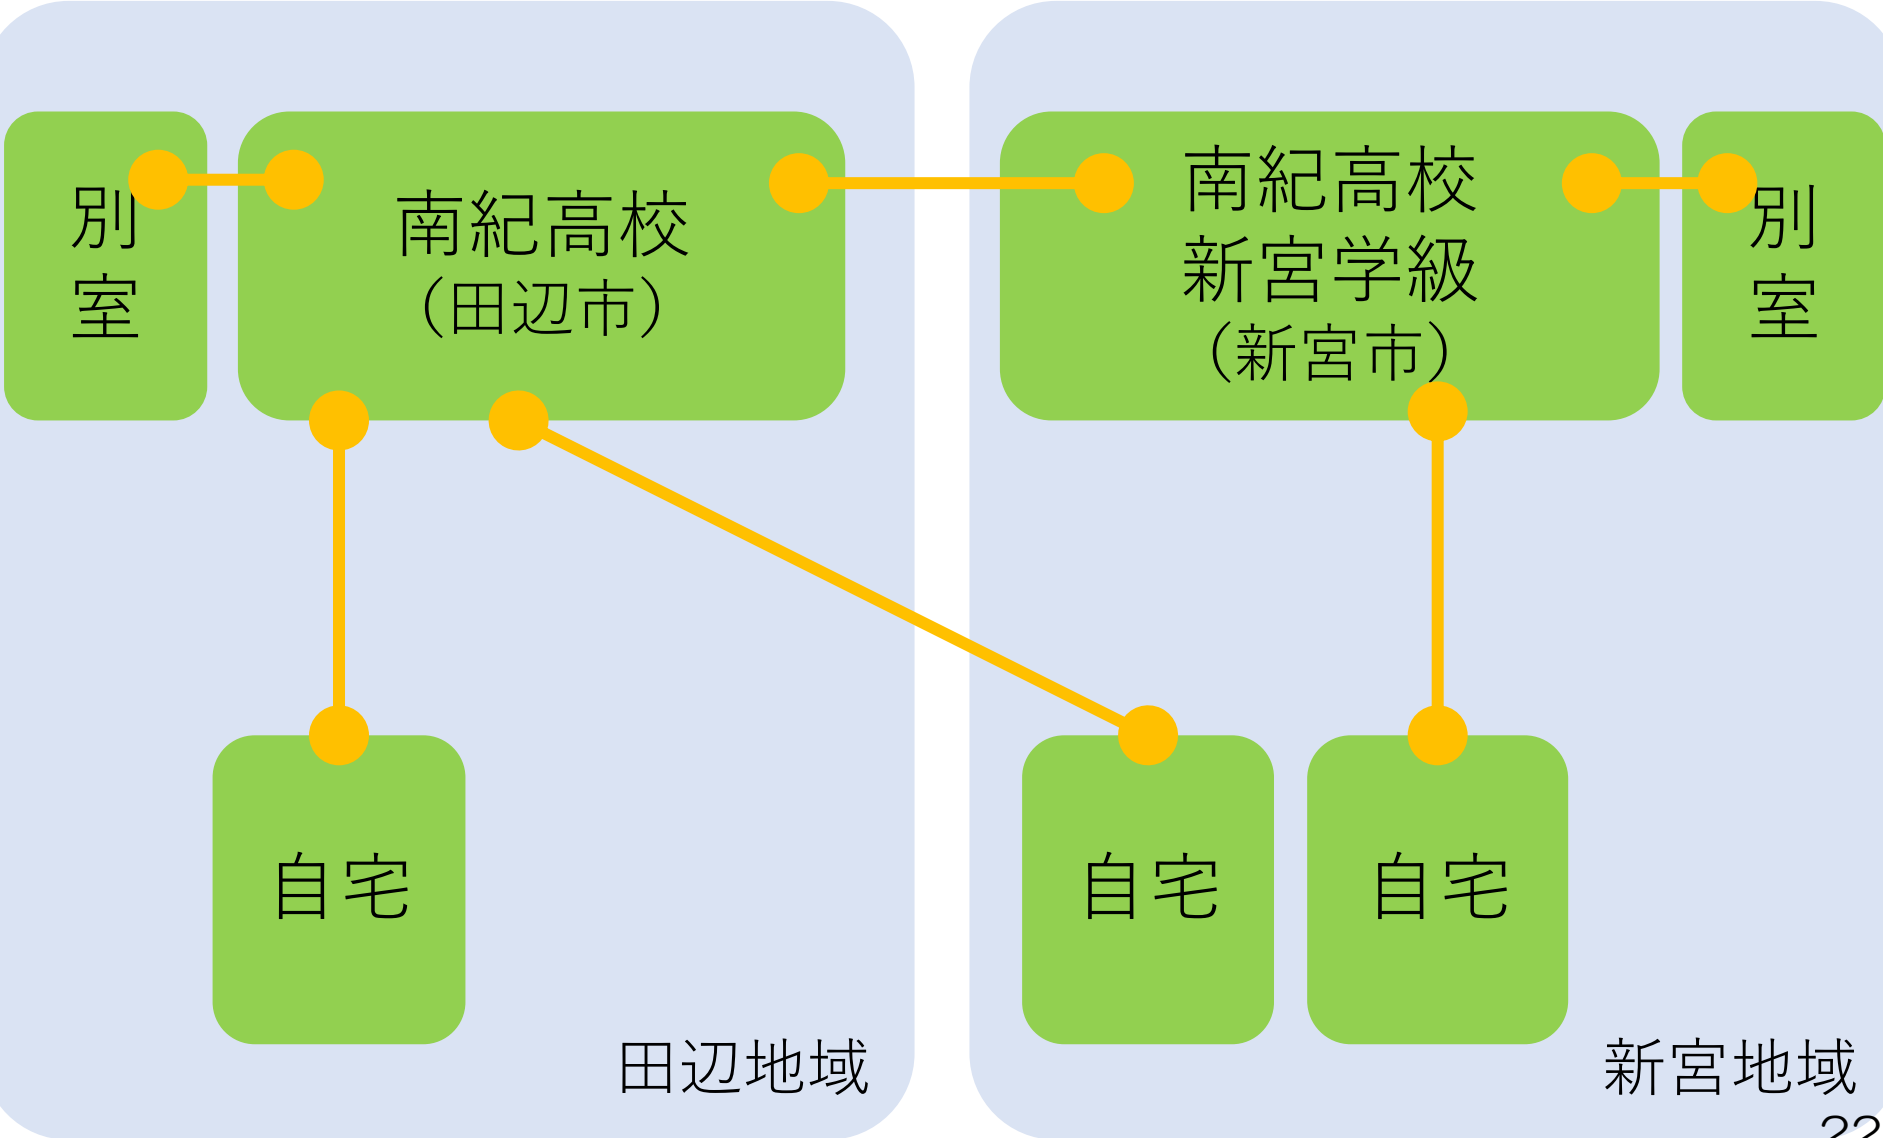 別
室
南紀高校
（田辺市）
南紀高校
新宮学級
（新宮市）
別
室
自宅
自宅
自宅
田辺地域
新宮地域
22